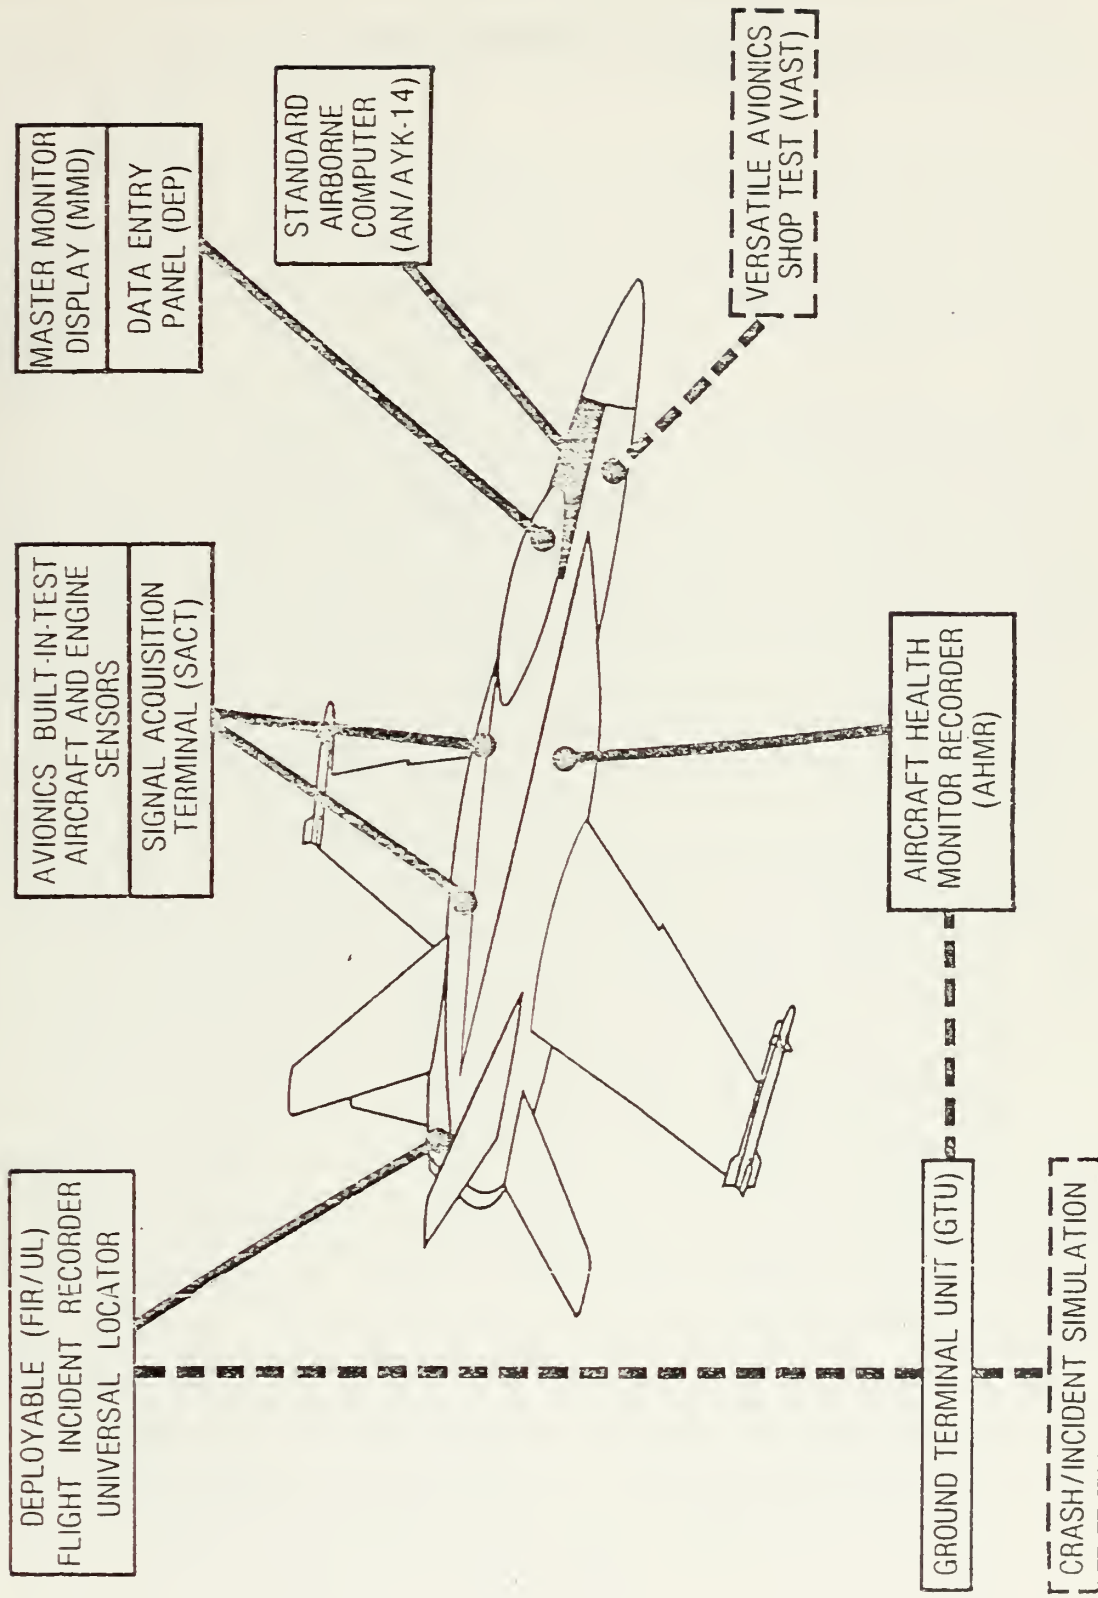 DEPLOYABLE (FIR/UL)
FLIGHT INCIDENT RECORDER
UNIVERSAL LOCATOR
AVIONICS BUILT-IN-TEST
AIRCRAFT AND ENGINE
SENSORS
SIGNAL ACQUISITION
TERMINAL (SACT)
MASTER MONITOR
DISPLAY (MMD)
DATA ENTRY
PANEL (DEP)
STANDARD
AIRBORNE
COMPUTER
(AN/AYK-14)
VERSATILE AVIONICS
SHOP TEST (VAST)
AIRCRAFT HEALTH
MONITOR RECORDER
(AHMR)
GROUND TERMINAL UNIT (GTU)
CRASH/INCIDENT SIMULATION